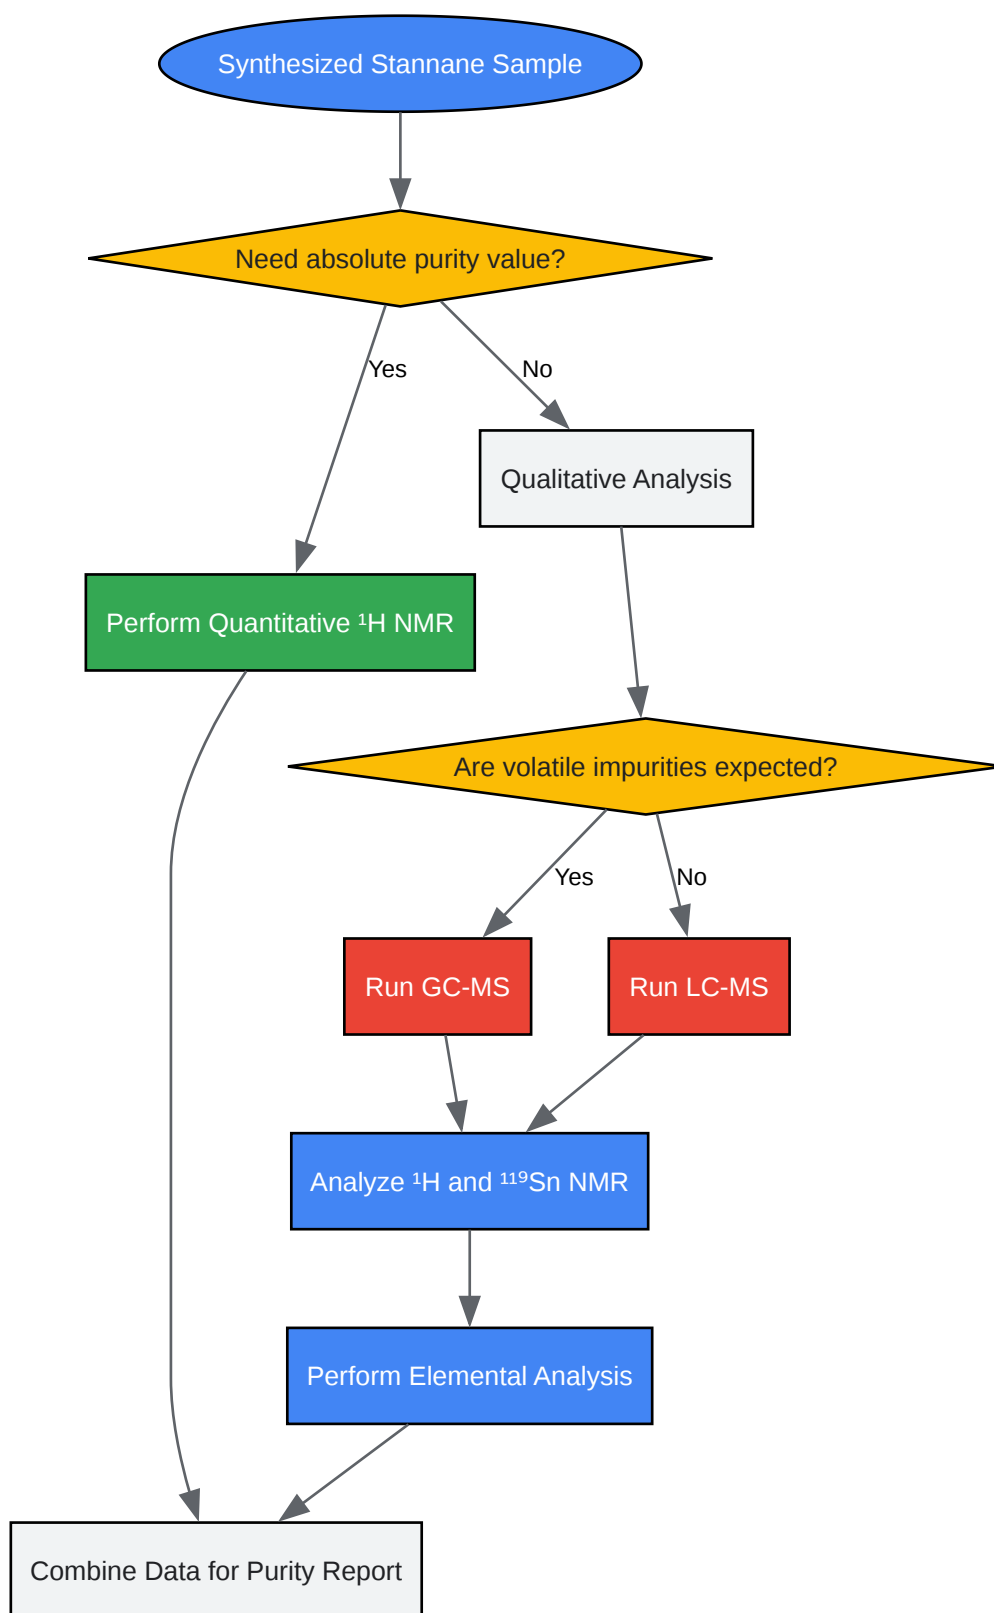 Synthesized Stannane Sample
Need absolute purity value?
Yes
No
Qualitative Analysis
Perform Quantitative ¹H NMR
Are volatile impurities expected?
Yes
No
Run GC-MS
Run LC-MS
Analyze ¹H and ¹¹⁹Sn NMR
Perform Elemental Analysis
Combine Data for Purity Report